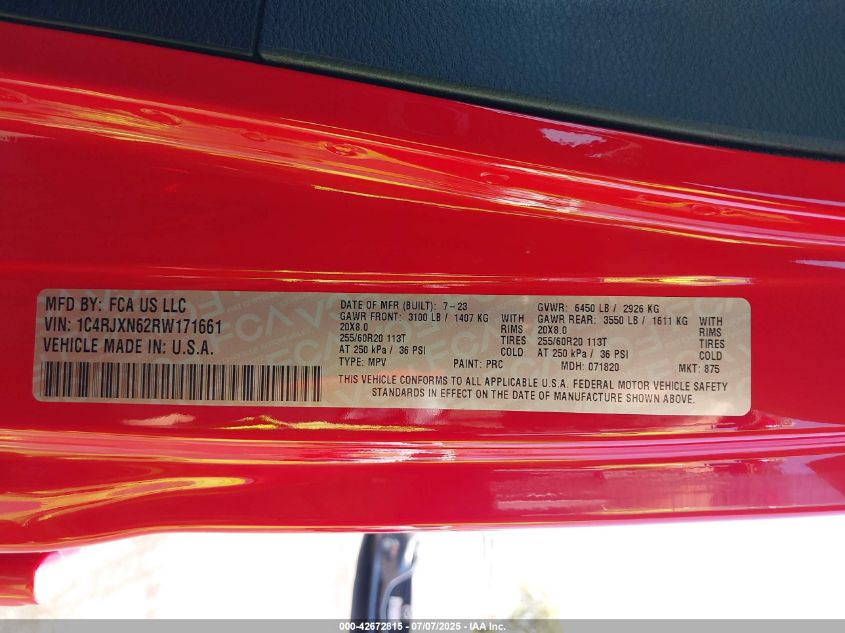 MFD BY: FCA US LLC
VIN: 1C4RJXN62RW171661
VEHICLE MADE IN: U.S.A.
DATE OF MFR (BUILT): 7-23
GAWR FRONT: 3100 LB / 1407 KG WITH
20X8.0 RIMS
255/60R20 113T TIRES
AT 250 kPa / 36 PSI COLD
TYPE: MPV PAINT: PRC
GVWR: 6450 LB / 2926 KG
GAWR REAR: 3550 LB / 1611 KG WITH
20X8.0 RIMS
255/60R20 113T TIRES
AT 250 kPa / 36 PSI COLD
MDH: 071820 MKT: 875
THIS VEHICLE CONFORMS TO ALL APPLICABLE U.S.A. FEDERAL MOTOR VEHICLE SAFETY
STANDARDS IN EFFECT ON THE DATE OF MANUFACTURE SHOWN ABOVE.
000-42672815 - 07/07/2025 - IAA Inc.